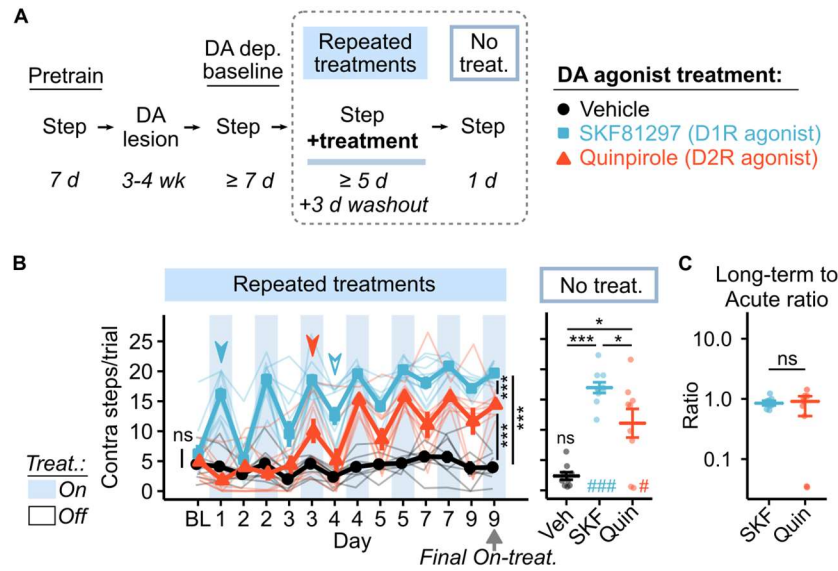 A
Pretrain
Step
7 d
DA
lesion
3-4 wk
DA dep.
baseline
Step
≥ 7 d
Repeated
treatments
Step
+treatment
≥ 5 d
+3 d washout
No
treat.
Step
1 d
DA agonist treatment:
Vehicle
SKF81297 (D1R agonist)
Quinpirole (D2R agonist)
B
Repeated treatments
Contra steps/trial
25
20
15
10
5
0
ns
***
***
***
Treat.:
On
Off
BL 1 2 2 3 3 4 4 5 5 7 7 9 9
Day
Final On-treat.
No treat.
*
*** *
ns
### #
Veh SKF Quin
C
Long-term to
Acute ratio
Ratio
10.0
1.0
0.1
ns
SKF Quin